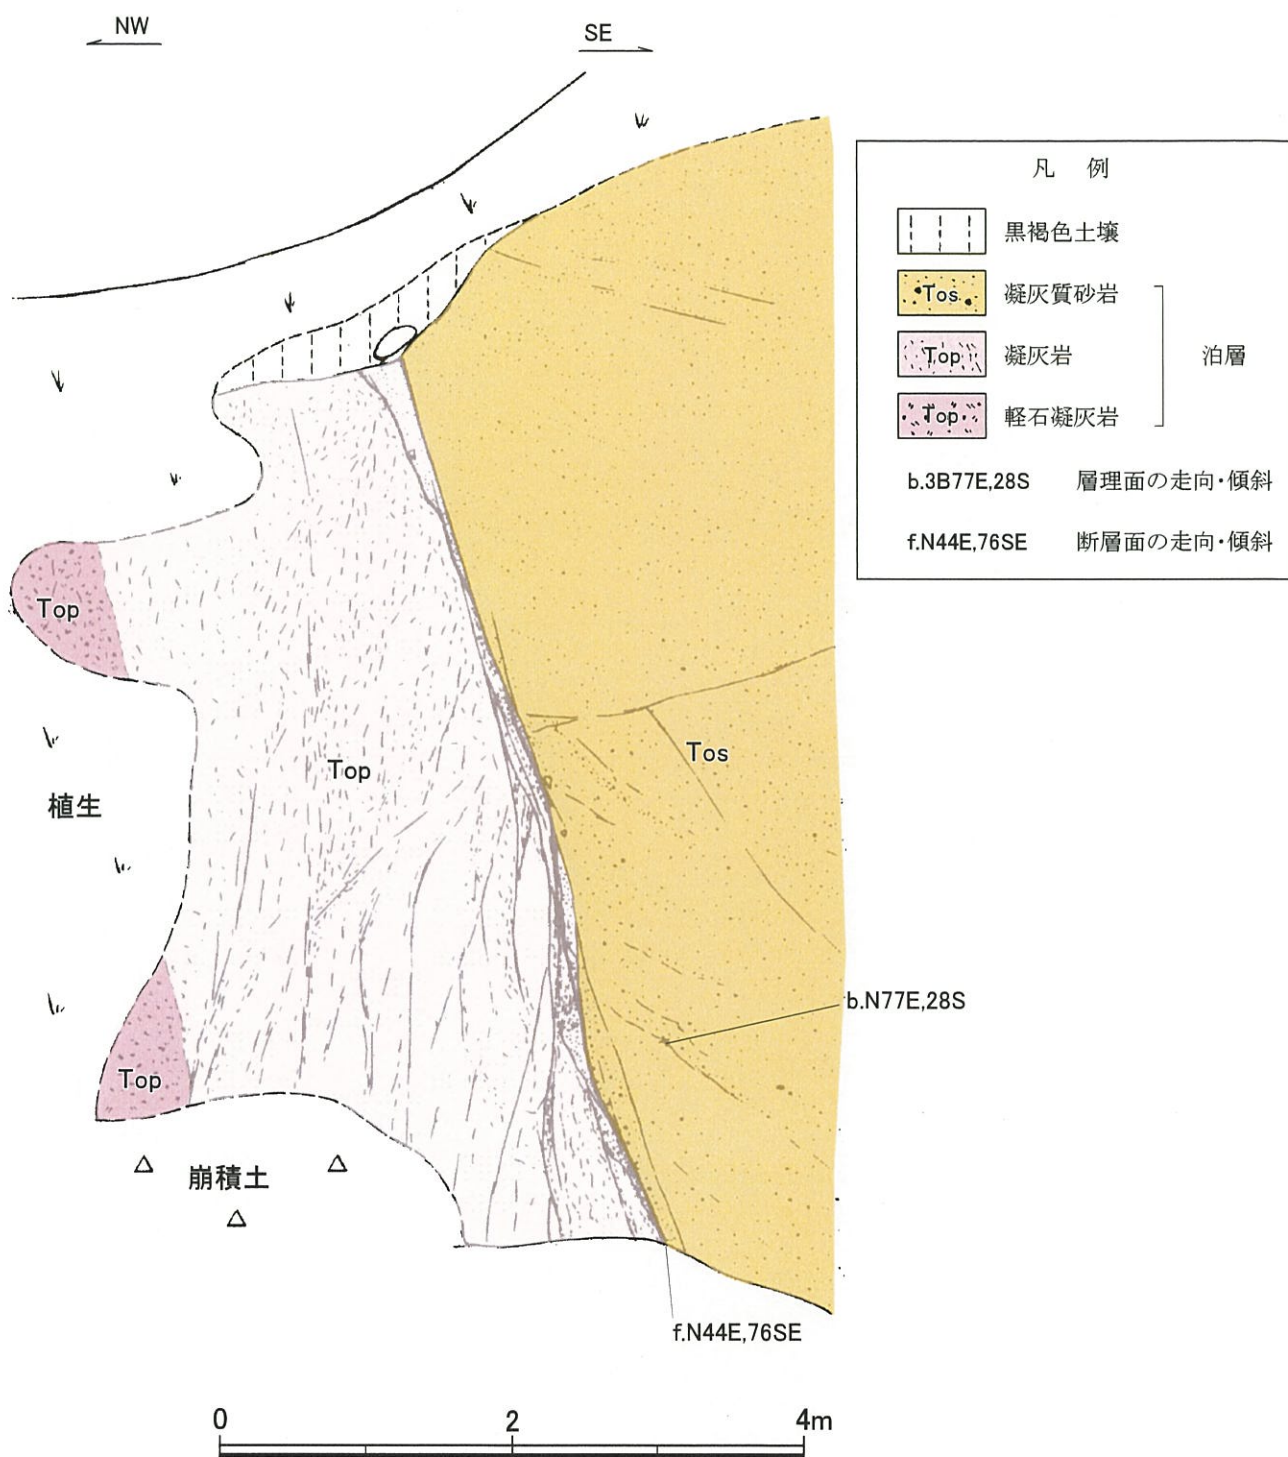 NW
SE
凡 例
黒褐色土壌
Tos 凝灰質砂岩
Top 凝灰岩
Top 軽石凝灰岩
泊層
b.3B77E,28S 層理面の走向・傾斜
f.N44E,76SE 断層面の走向・傾斜
Top
Tos
Top
植生
b.N77E,28S
Top
崩積土
f.N44E,76SE
0 2 4m